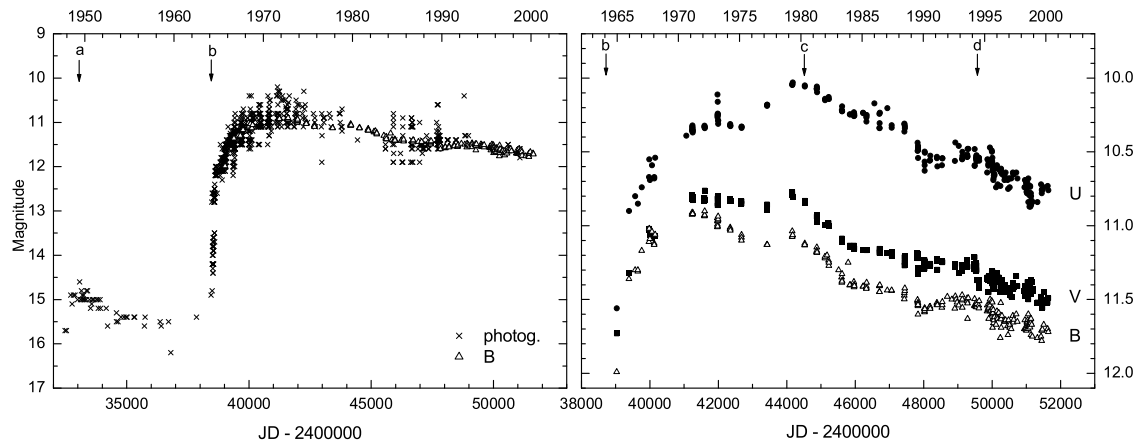 1950 1960 1970 1980 1990 2000
9
10
11
12
13
14
15
16
17
Magnitude
a b
× photog.
△ B
35000 40000 45000 50000
JD - 2400000
1965 1970 1975 1980 1985 1990 1995 2000
b c d
10.0
10.5
11.0
11.5
12.0
U
V
B
38000 40000 42000 44000 46000 48000 50000 52000
JD - 2400000